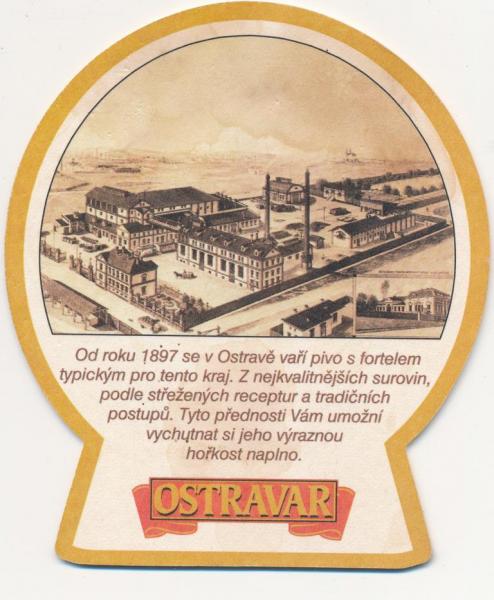 Od roku 1897 se v Ostravě vaří pivo s fortelem
typickým pro tento kraj. Z nejkvalitnějších surovin,
podle střežených receptur a tradičních
postupů. Tyto přednosti Vám umožní
vychutnat si jeho výraznou
hořkost naplno.
OSTRAVAR